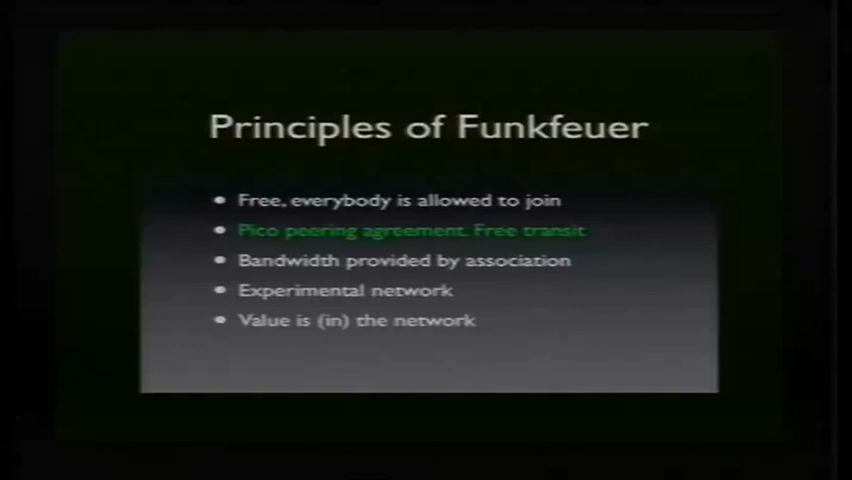 Principles of Funkfeuer
• Free, everybody is allowed to join
• Pico peering agreement. Free transit
• Bandwidth provided by association
• Experimental network
• Value is (in) the network